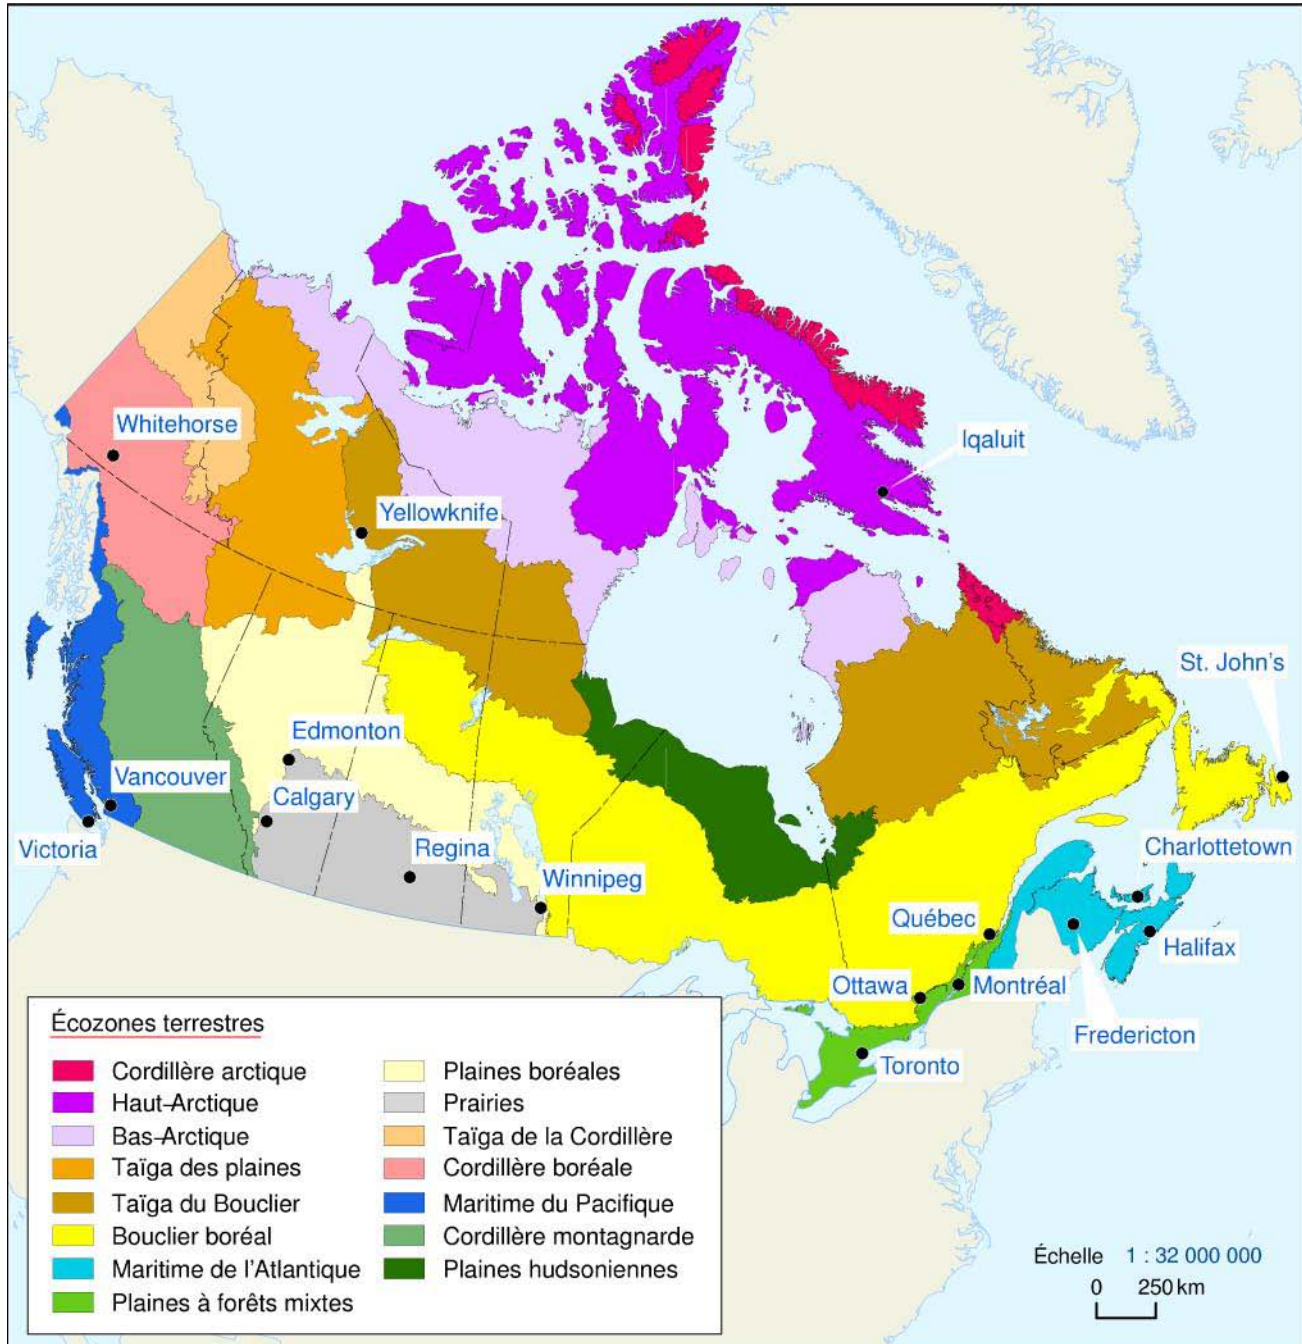 Whitehorse
Iqaluit
Yellowknife
St. John's
Edmonton
Vancouver
Calgary
Victoria
Regina
Charlottetown
Winnipeg
Québec
Halifax
Ottawa
Montréal
Fredericton
Toronto
Écozones terrestres
Cordillère arctique
Haut-Arctique
Bas-Arctique
Taïga des plaines
Taïga du Bouclier
Bouclier boréal
Maritime de l'Atlantique
Plaines à forêts mixtes
Plaines boréales
Prairies
Taïga de la Cordillère
Cordillère boréale
Maritime du Pacifique
Cordillère montagnarde
Plaines hudsoniennes
Échelle 1 : 32 000 000
0 250 km